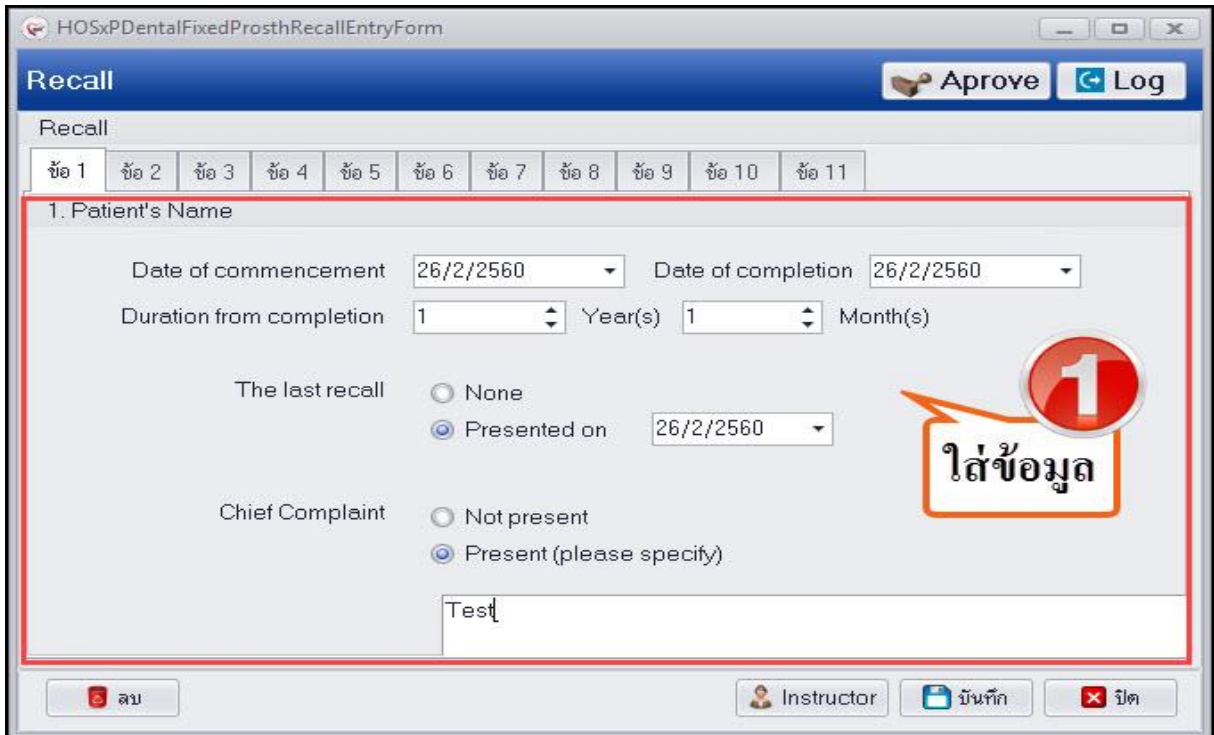 HOSxPDentalFixedProsthRecallEntryForm
Recall Aprove Log
Recall
ข้อ 1 ข้อ 2 ข้อ 3 ข้อ 4 ข้อ 5 ข้อ 6 ข้อ 7 ข้อ 8 ข้อ 9 ข้อ 10 ข้อ 11
1. Patient's Name
Date of commencement 26/2/2560 Date of completion 26/2/2560
Duration from completion 1 Year(s) 1 Month(s)
The last recall None
Presented on 26/2/2560
1
ใส่ข้อมูล
Chief Complaint Not present
Present (please specify)
Test
ลบ Instructor บันทึก ปิด